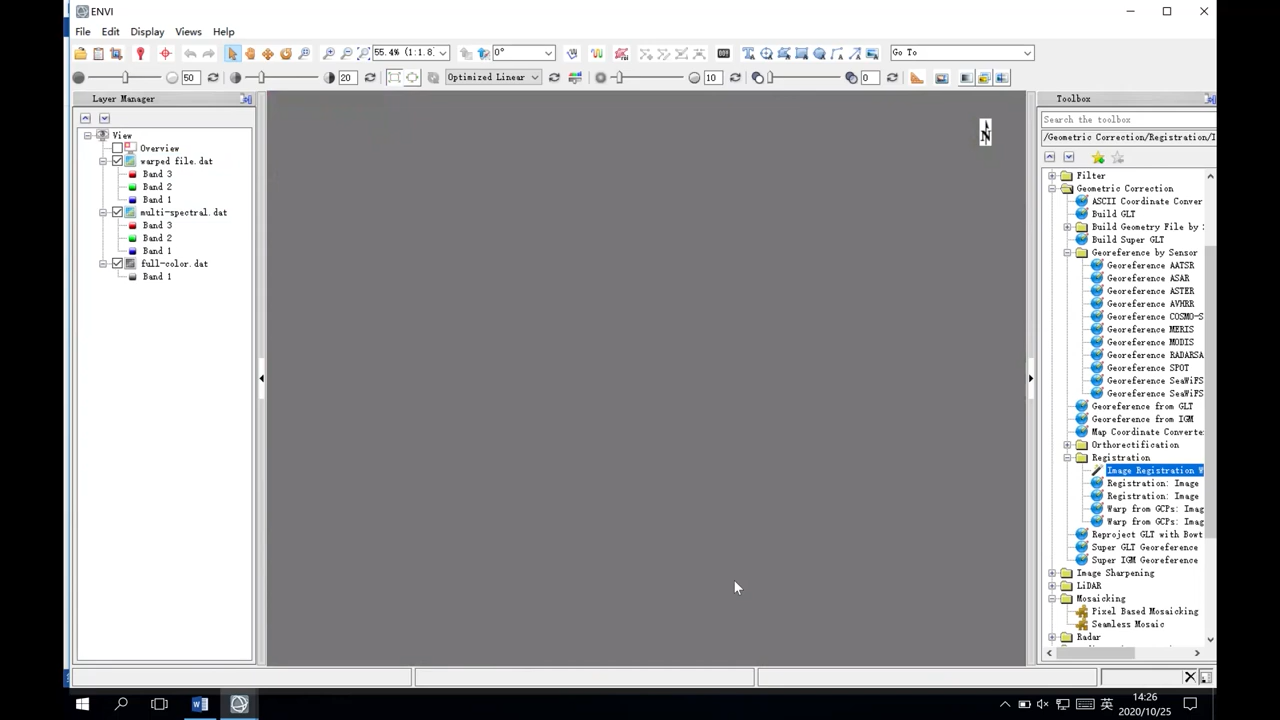 ENVI
File Edit Display Views Help
55.4% (1:1.8 0° Go To
50 20 Optimized Linear 10 0
Layer Manager
View
Overview
warped file.dat
Band 3
Band 2
Band 1
multi-spectral.dat
Band 3
Band 2
Band 1
full-color.dat
Band 1
N
Toolbox
Search the toolbox
/Geometric Correction/Registration/I
Filter
Geometric Correction
ASCII Coordinate Conver
Build GLT
Build Geometry File by S
Build Super GLT
Georeference by Sensor
Georeference AATSR
Georeference ASAR
Georeference ASTER
Georeference AVHRR
Georeference COSMO-S
Georeference MERIS
Georeference MODIS
Georeference RADARSA
Georeference SPOT
Georeference SeaWiFS
Georeference SeaWiFS
Georeference from GLT
Georeference from IGM
Map Coordinate Converte
Orthorectification
Registration
Image Registration W
Registration: Image
Registration: Image
Warp from GCPs: Imag
Warp from GCPs: Imag
Reproject GLT with Bowt
Super GLT Georeference
Super IGM Georeference
Image Sharpening
LiDAR
Mosaicking
Pixel Based Mosaicking
Seamless Mosaic
Radar
英
14:26
2020/10/25